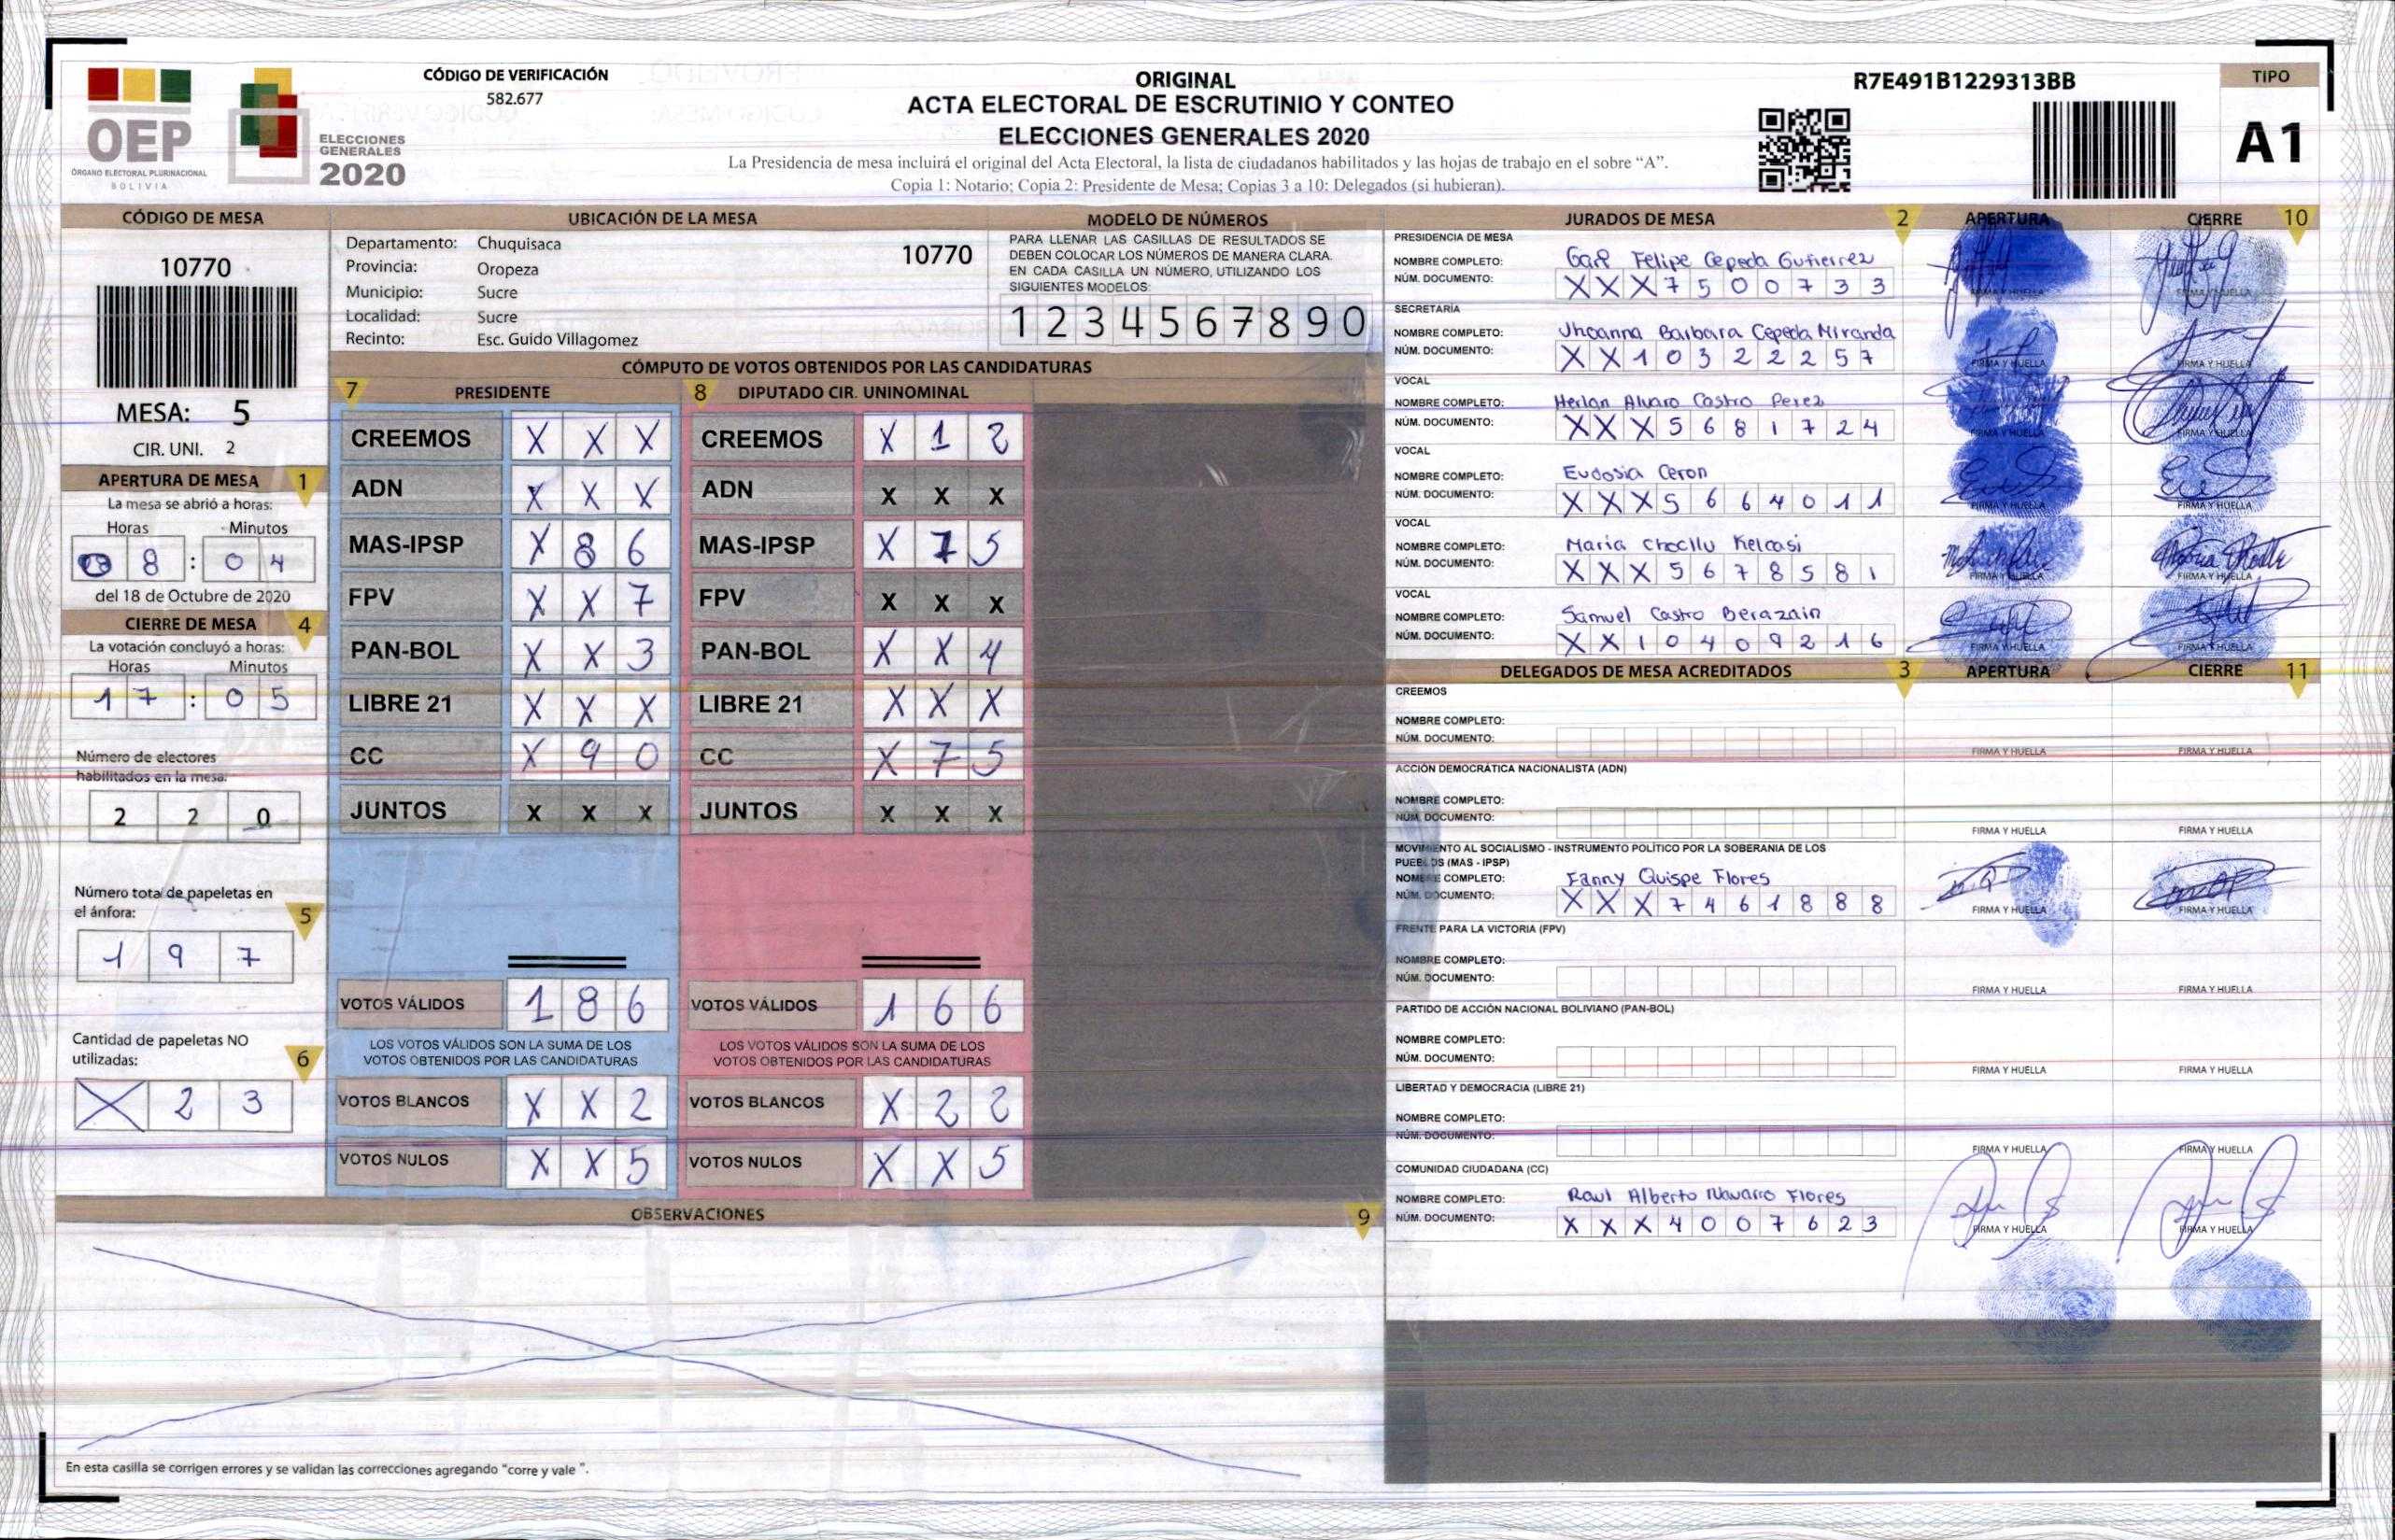 OEP
ÓRGANO ELECTORAL PLURINACIONAL
BOLIVIA
ELECCIONES
GENERALES
2020
CÓDIGO DE VERIFICACIÓN
582.677
ORIGINAL
ACTA ELECTORAL DE ESCRUTINIO Y CONTEO
ELECCIONES GENERALES 2020
La Presidencia de mesa incluirá el original del Acta Electoral, la lista de ciudadanos habilitados y las hojas de trabajo en el sobre "A".
Copia 1: Notario; Copia 2: Presidente de Mesa; Copias 3 a 10: Delegados (si hubieran).
R7E491B1229313BB
TIPO
A1
CÓDIGO DE MESA
10770
MESA: 5
CIR. UNI. 2
APERTURA DE MESA 1
La mesa se abrió a horas:
Horas Minutos
8 : 0 4
del 18 de Octubre de 2020
CIERRE DE MESA 4
La votación concluyó a horas:
Horas Minutos
1 7 : 0 5
Número de electores
habilitados en la mesa:
2 2 0
Número total de papeletas en
el ánfora: 5
1 9 7
Cantidad de papeletas NO
utilizadas: 6
X 2 3
UBICACIÓN DE LA MESA
Departamento: Chuquisaca 10770
Provincia: Oropeza
Municipio: Sucre
Localidad: Sucre
Recinto: Esc. Guido Villagomez
MODELO DE NÚMEROS
PARA LLENAR LAS CASILLAS DE RESULTADOS SE
DEBEN COLOCAR LOS NÚMEROS DE MANERA CLARA.
EN CADA CASILLA UN NÚMERO, UTILIZANDO LOS
SIGUIENTES MODELOS:
1 2 3 4 5 6 7 8 9 0
CÓMPUTO DE VOTOS OBTENIDOS POR LAS CANDIDATURAS
7 PRESIDENTE 8 DIPUTADO CIR. UNINOMINAL
CREEMOS X X X CREEMOS X 1 2
ADN X X X ADN X X X
MAS-IPSP X 8 6 MAS-IPSP X 7 5
FPV X X 7 FPV X X X
PAN-BOL X X 3 PAN-BOL X X 4
LIBRE 21 X X X LIBRE 21 X X X
CC X 9 0 CC X 7 5
JUNTOS X X X JUNTOS X X X
VOTOS VÁLIDOS 1 8 6 VOTOS VÁLIDOS 1 6 6
LOS VOTOS VÁLIDOS SON LA SUMA DE LOS
VOTOS OBTENIDOS POR LAS CANDIDATURAS
LOS VOTOS VÁLIDOS SON LA SUMA DE LOS
VOTOS OBTENIDOS POR LAS CANDIDATURAS
VOTOS BLANCOS X X 2 VOTOS BLANCOS X 2 2
VOTOS NULOS X X 5 VOTOS NULOS X X 5
OBSERVACIONES 9
En esta casilla se corrigen errores y se validan las correcciones agregando "corre y vale ".
JURADOS DE MESA 2 APERTURA CIERRE 10
PRESIDENCIA DE MESA
NOMBRE COMPLETO: Felipe Cepeda Gutierrez
NÚM. DOCUMENTO: X X X 7 5 0 0 7 3 3
FIRMA Y HUELLA FIRMA Y HUELLA
SECRETARÍA
NOMBRE COMPLETO: Jhoanna Barbara Cepeda Miranda
NÚM. DOCUMENTO: X X 1 0 3 2 2 2 5 7
FIRMA Y HUELLA FIRMA Y HUELLA
VOCAL
NOMBRE COMPLETO: Herlan Alvaro Castro Perez
NÚM. DOCUMENTO: X X X 5 6 8 1 7 2 4
FIRMA Y HUELLA FIRMA Y HUELLA
VOCAL
NOMBRE COMPLETO: Eudosia Ceron
NÚM. DOCUMENTO: X X X 5 6 6 4 0 1 1
FIRMA Y HUELLA FIRMA Y HUELLA
VOCAL
NOMBRE COMPLETO: Maria Chocllu Kelcasi
NÚM. DOCUMENTO: X X X 5 6 7 8 5 8 1
FIRMA Y HUELLA FIRMA Y HUELLA
VOCAL
NOMBRE COMPLETO: Samuel Castro Berazain
NÚM. DOCUMENTO: X X 1 0 4 0 9 2 1 6
FIRMA Y HUELLA FIRMA Y HUELLA
DELEGADOS DE MESA ACREDITADOS 3 APERTURA CIERRE 11
CREEMOS
NOMBRE COMPLETO:
NÚM. DOCUMENTO:
FIRMA Y HUELLA FIRMA Y HUELLA
ACCIÓN DEMOCRÁTICA NACIONALISTA (ADN)
NOMBRE COMPLETO:
NÚM. DOCUMENTO:
FIRMA Y HUELLA FIRMA Y HUELLA
MOVIMIENTO AL SOCIALISMO - INSTRUMENTO POLÍTICO POR LA SOBERANIA DE LOS
PUEBLOS (MAS - IPSP)
NOMBRE COMPLETO: Fanny Quispe Flores
NÚM. DOCUMENTO: X X X 7 4 6 1 8 8 8
FIRMA Y HUELLA FIRMA Y HUELLA
FRENTE PARA LA VICTORIA (FPV)
NOMBRE COMPLETO:
NÚM. DOCUMENTO:
FIRMA Y HUELLA FIRMA Y HUELLA
PARTIDO DE ACCIÓN NACIONAL BOLIVIANO (PAN-BOL)
NOMBRE COMPLETO:
NÚM. DOCUMENTO:
FIRMA Y HUELLA FIRMA Y HUELLA
LIBERTAD Y DEMOCRACIA (LIBRE 21)
NOMBRE COMPLETO:
NÚM. DOCUMENTO:
FIRMA Y HUELLA FIRMA Y HUELLA
COMUNIDAD CIUDADANA (CC)
NOMBRE COMPLETO: Raul Alberto Navarro Flores
NÚM. DOCUMENTO: X X X 4 0 0 7 6 2 3
FIRMA Y HUELLA FIRMA Y HUELLA